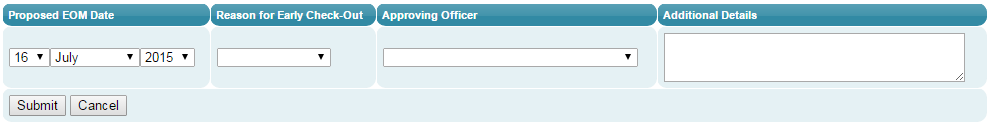 Proposed EOM Date Reason for Early Check-Out Approving Officer Additional Details
16 July 2015
Submit Cancel